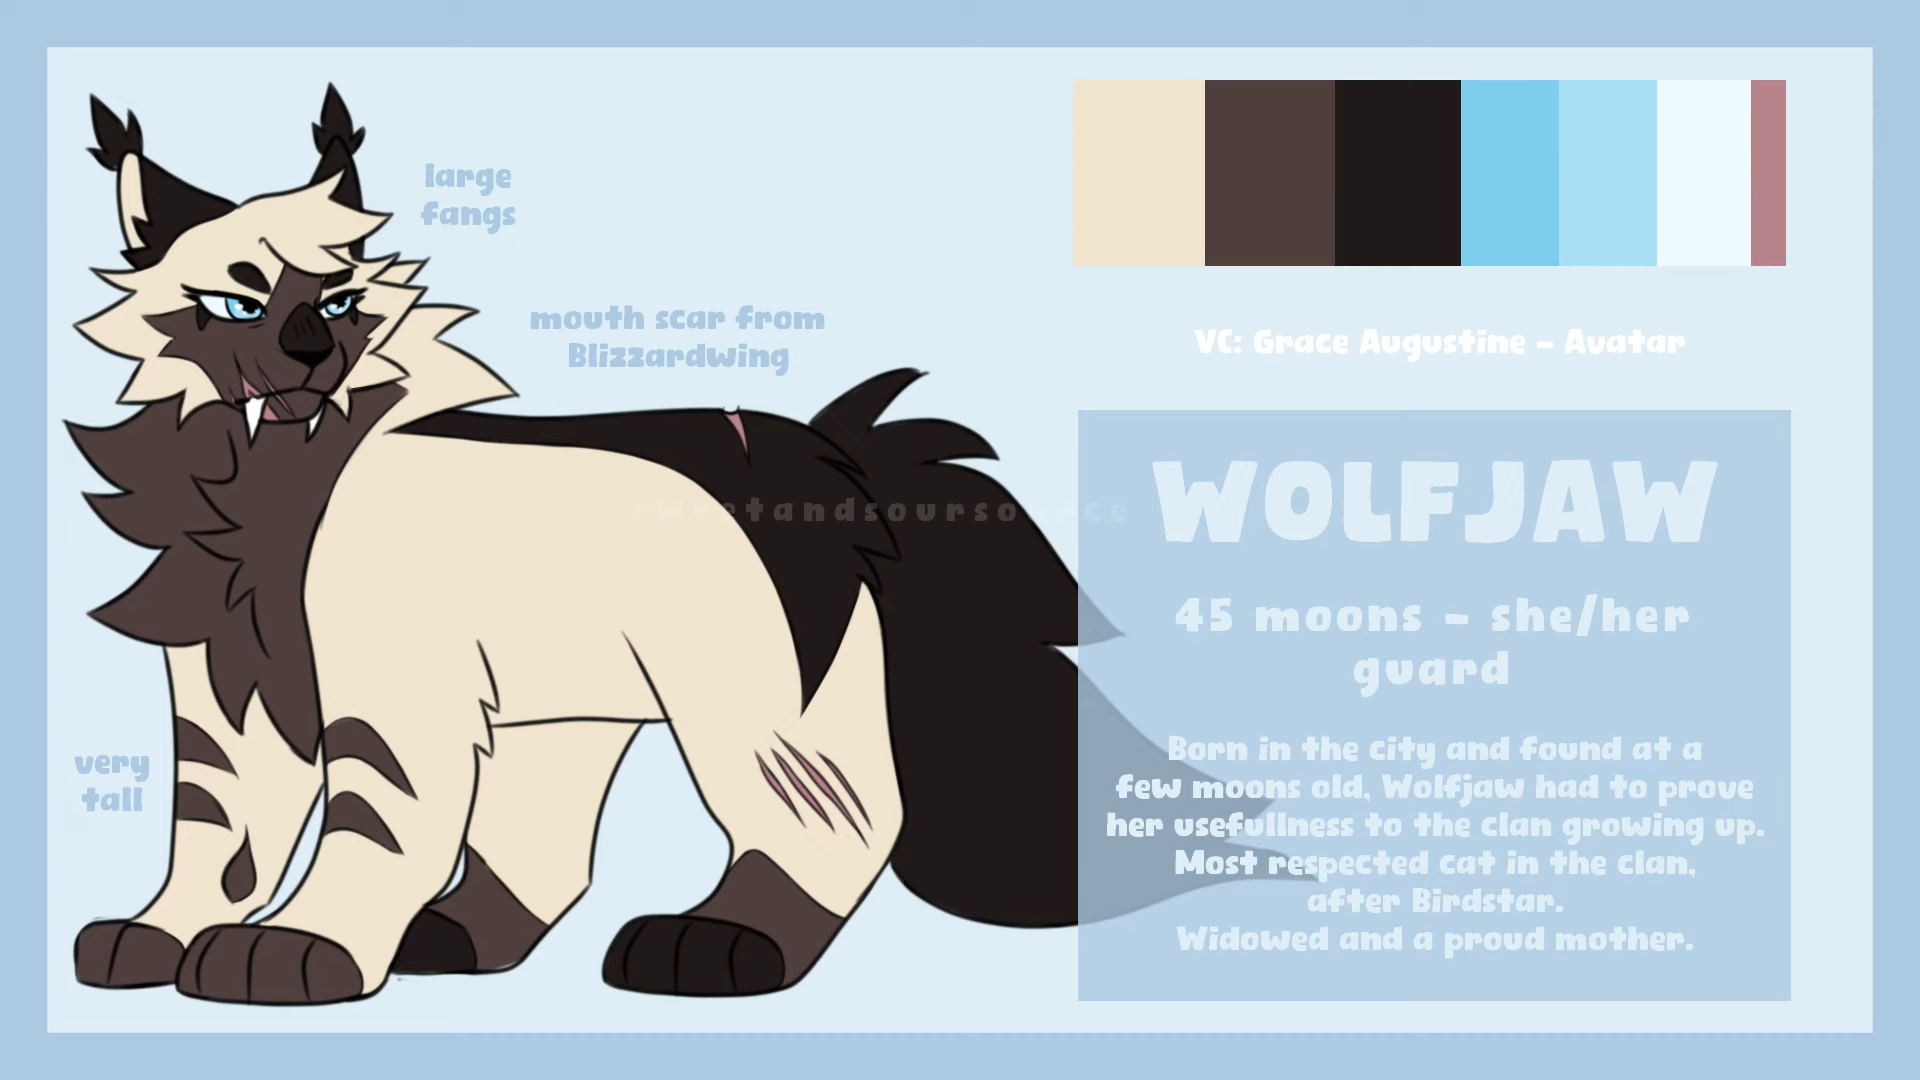 large
fangs
mouth scar from
Blizzardwing
very
tall
sweetandsoursource
VC: Grace Augustine - Avatar
WOLFJAW
45 moons - she/her
guard
Born in the city and found at a
few moons old, Wolfjaw had to prove
her usefullness to the clan growing up.
Most respected cat in the clan,
after Birdstar.
Widowed and a proud mother.